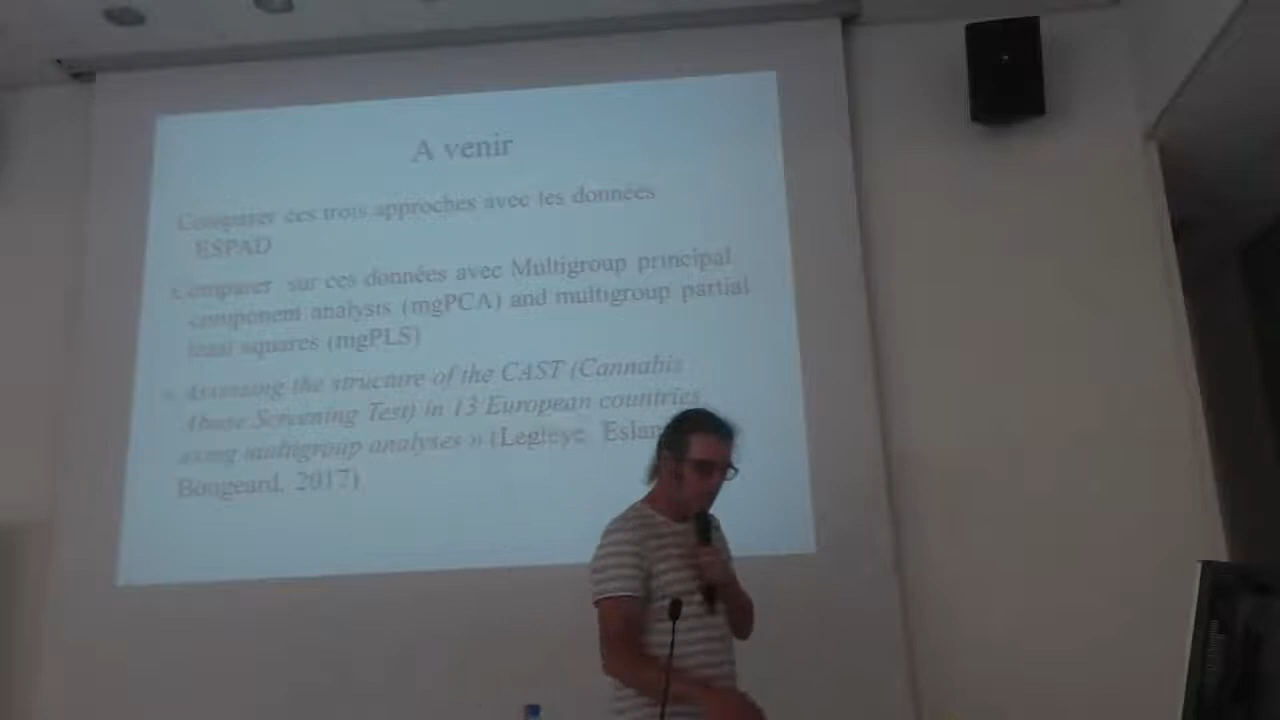 A venir
Comparer ces trois approches avec les données
ESPAD
Comparer sur ces données avec Multigroup principal
component analysis (mgPCA) and multigroup partial
least squares (mgPLS)
Assessing the structure of the CAST (Cannabis
Abuse Screening Test) in 13 European countries
using multigroup analyses » (Legleye
Bougeard, 2017)